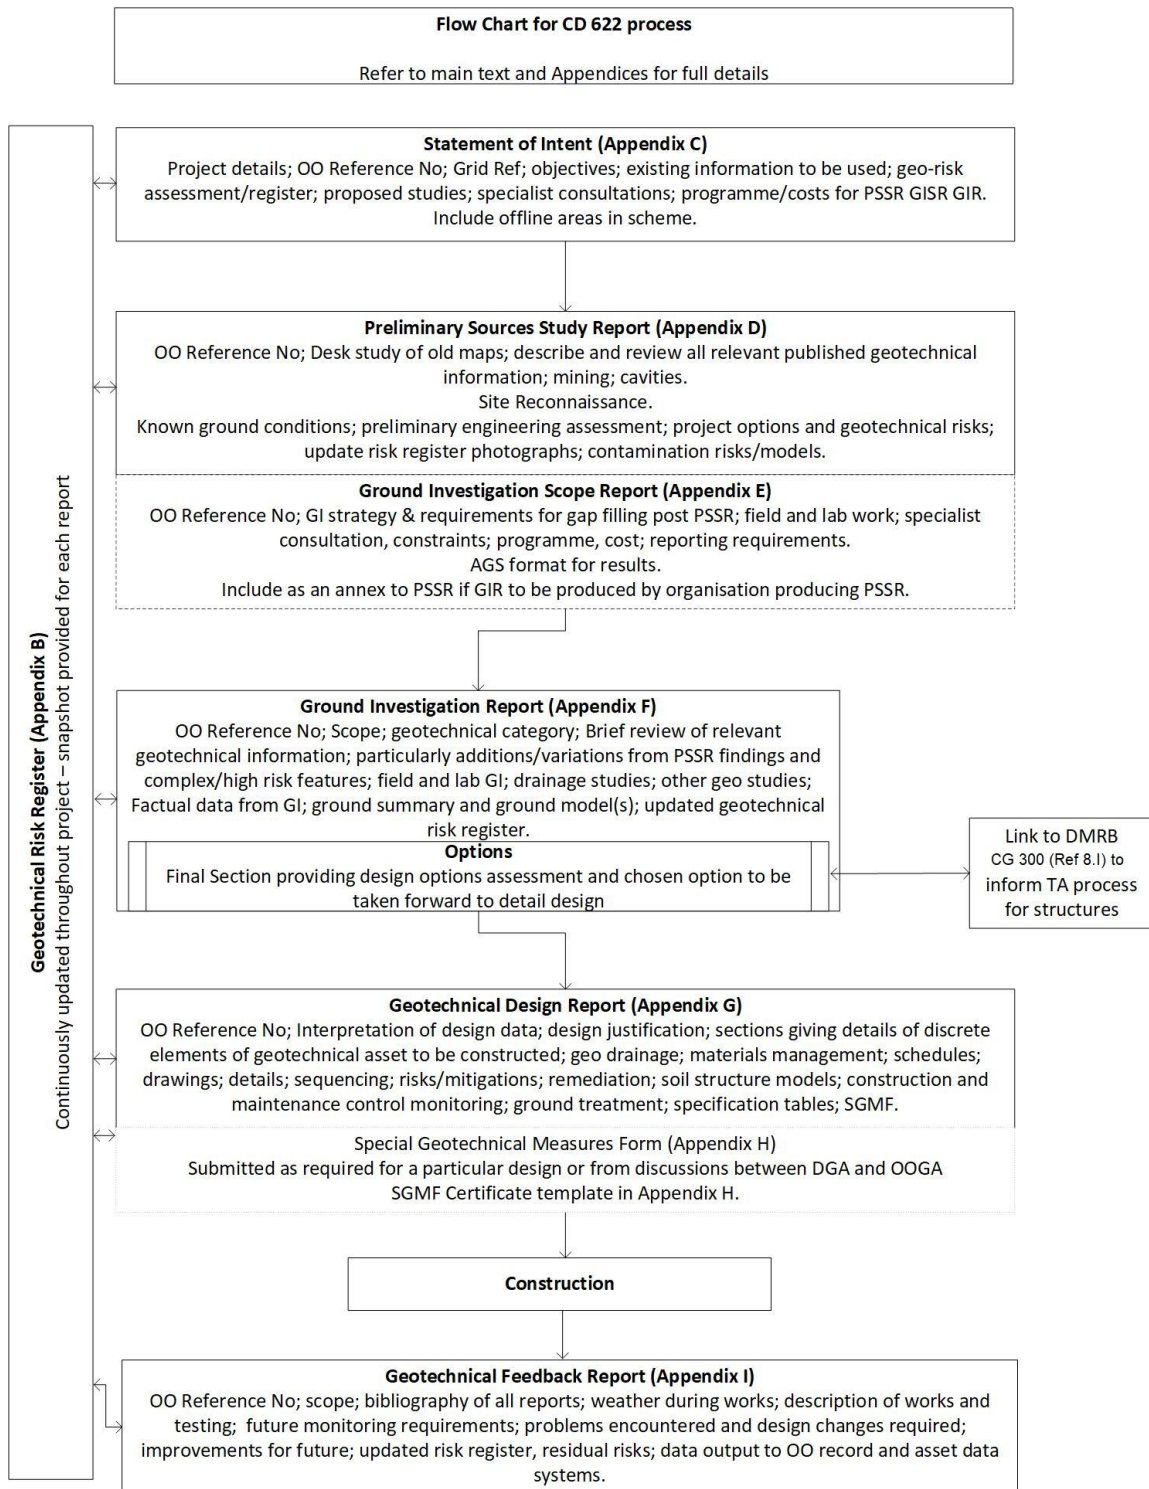 Flow Chart for CD 622 process
Refer to main text and Appendices for full details
Geotechnical Risk Register (Appendix B)
Continuously updated throughout project – snapshot provided for each report
Statement of Intent (Appendix C)
Project details; OO Reference No; Grid Ref; objectives; existing information to be used; geo-risk
assessment/register; proposed studies; specialist consultations; programme/costs for PSSR GISR GIR.
Include offline areas in scheme.
Preliminary Sources Study Report (Appendix D)
OO Reference No; Desk study of old maps; describe and review all relevant published geotechnical
information; mining; cavities.
Site Reconnaissance.
Known ground conditions; preliminary engineering assessment; project options and geotechnical risks;
update risk register photographs; contamination risks/models.
Ground Investigation Scope Report (Appendix E)
OO Reference No; GI strategy & requirements for gap filling post PSSR; field and lab work; specialist
consultation, constraints; programme, cost; reporting requirements.
AGS format for results.
Include as an annex to PSSR if GIR to be produced by organisation producing PSSR.
Ground Investigation Report (Appendix F)
OO Reference No; Scope; geotechnical category; Brief review of relevant
geotechnical information; particularly additions/variations from PSSR findings and
complex/high risk features; field and lab GI; drainage studies; other geo studies;
Factual data from GI; ground summary and ground model(s); updated geotechnical
risk register.
Options
Final Section providing design options assessment and chosen option to be
taken forward to detail design
Link to DMRB
CG 300 (Ref 8.I) to
inform TA process
for structures
Geotechnical Design Report (Appendix G)
OO Reference No; Interpretation of design data; design justification; sections giving details of discrete
elements of geotechnical asset to be constructed; geo drainage; materials management; schedules;
drawings; details; sequencing; risks/mitigations; remediation; soil structure models; construction and
maintenance control monitoring; ground treatment; specification tables; SGMF.
Special Geotechnical Measures Form (Appendix H)
Submitted as required for a particular design or from discussions between DGA and OOGA
SGMF Certificate template in Appendix H.
Construction
Geotechnical Feedback Report (Appendix I)
OO Reference No; scope; bibliography of all reports; weather during works; description of works and
testing; future monitoring requirements; problems encountered and design changes required;
improvements for future; updated risk register, residual risks; data output to OO record and asset data
systems.